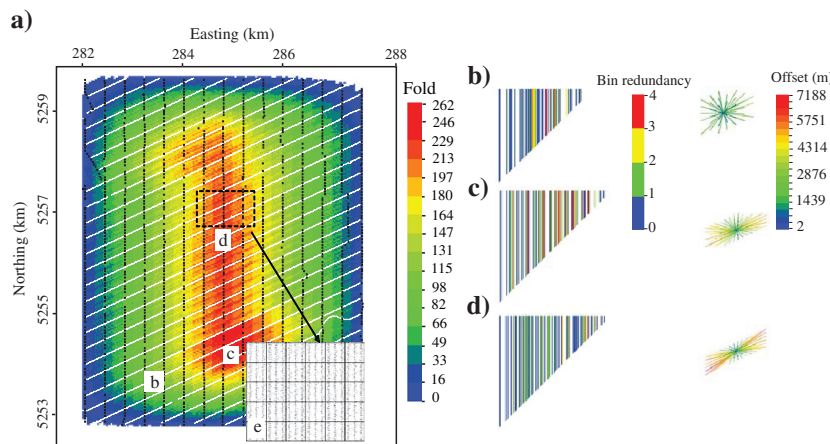 a)
Easting (km)
282 284 286 288
Northing (km)
5259
5257
5255
5253
Fold
262
246
229
213
197
180
164
147
131
115
98
82
66
49
33
16
0
d
c
b
e
b)
Bin redundancy
4
3
2
1
0
Offset (m)
7188
5751
4314
2876
1439
2
c)
d)